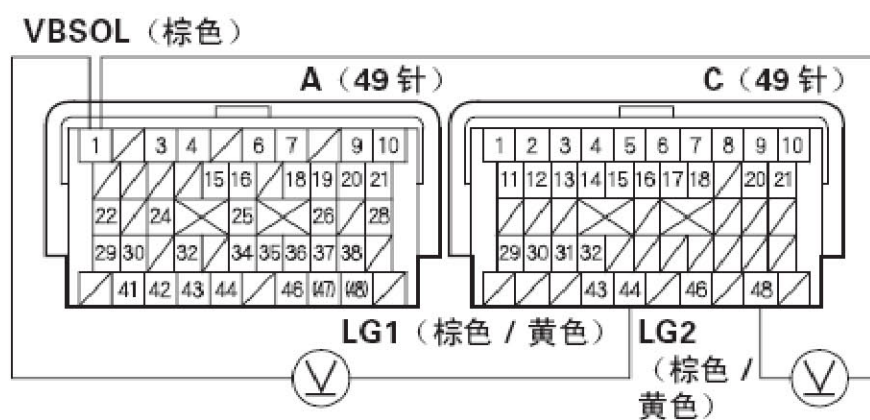 VBSOL（棕色）
A（49 针）
C（49 针）
1 3 4 6 7 9 10
15 16 18 19 20 21
22 24 25 26 28
29 30 32 34 35 36 37 38
41 42 43 44 46 (47) (48)
1 2 3 4 5 6 7 8 9 10
11 12 13 14 15 16 17 18 20 21
29 30 31 32
43 44 46 48
LG1（棕色 / 黄色）
LG2
（棕色 /
黄色）
V
V